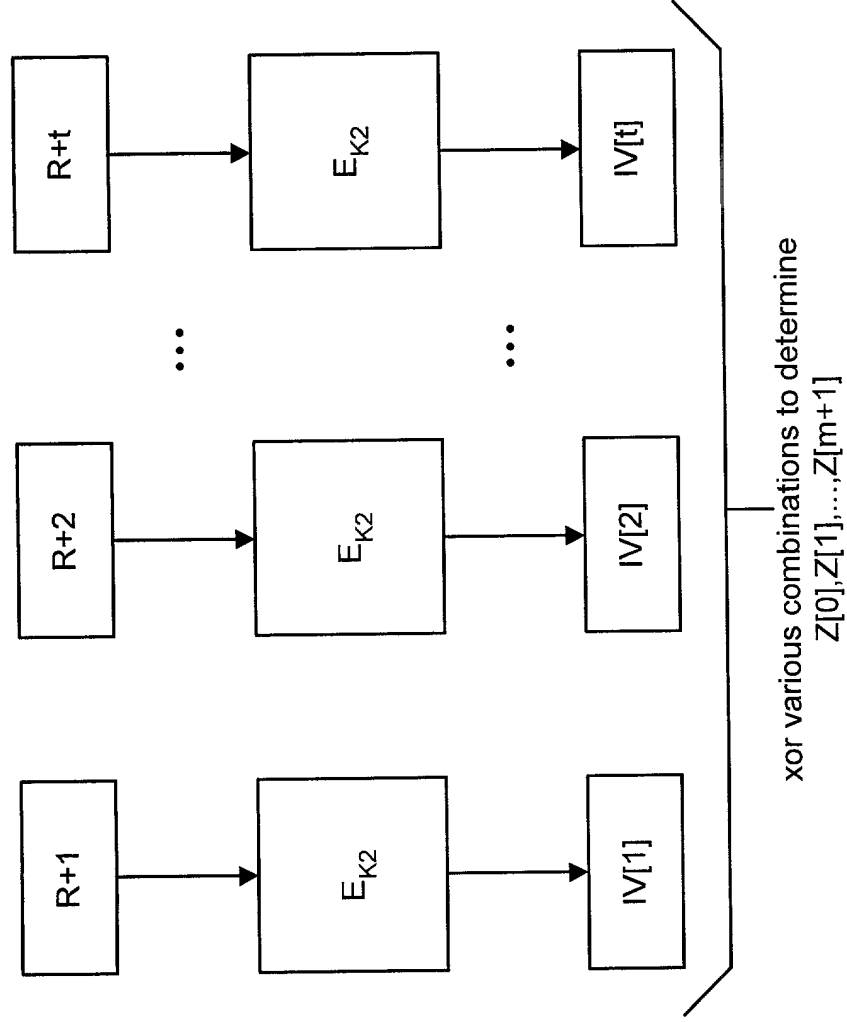 R+1
R+2
...
R+t
E_K2
E_K2
E_K2
IV[1]
IV[2]
...
IV[t]
xor various combinations to determine
Z[0],Z[1],...,Z[m+1]